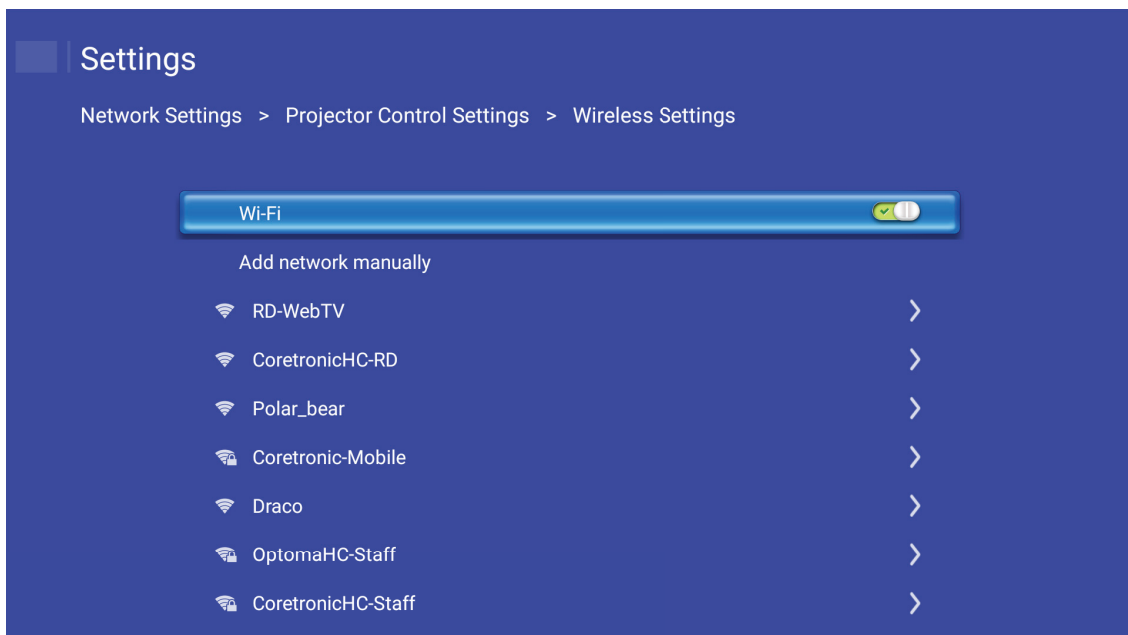 Settings
Network Settings > Projector Control Settings > Wireless Settings
Wi-Fi
Add network manually
RD-WebTV
CoretronicHC-RD
Polar_bear
Coretronic-Mobile
Draco
OptomaHC-Staff
CoretronicHC-Staff